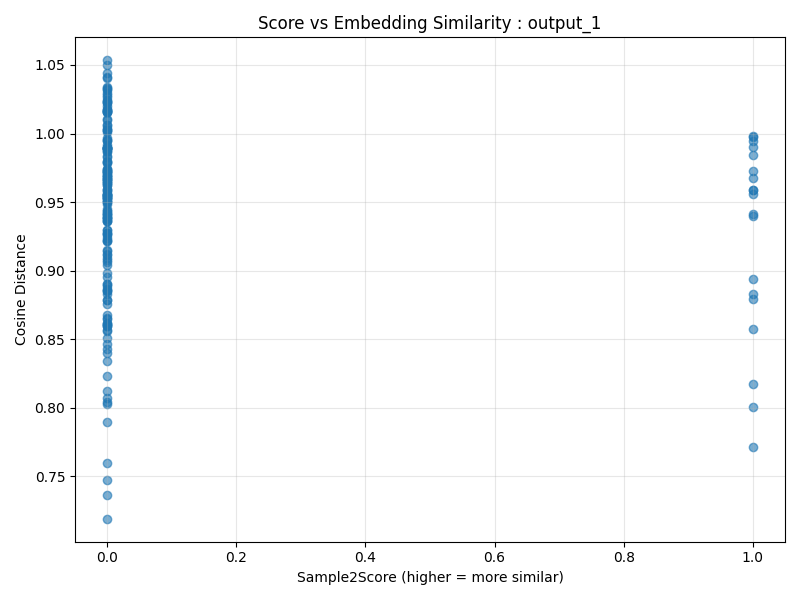 Score vs Embedding Similarity : output_1
1.05
1.00
0.95
0.90
0.85
0.80
0.75
Cosine Distance
0.0 0.2 0.4 0.6 0.8 1.0
Sample2Score (higher = more similar)